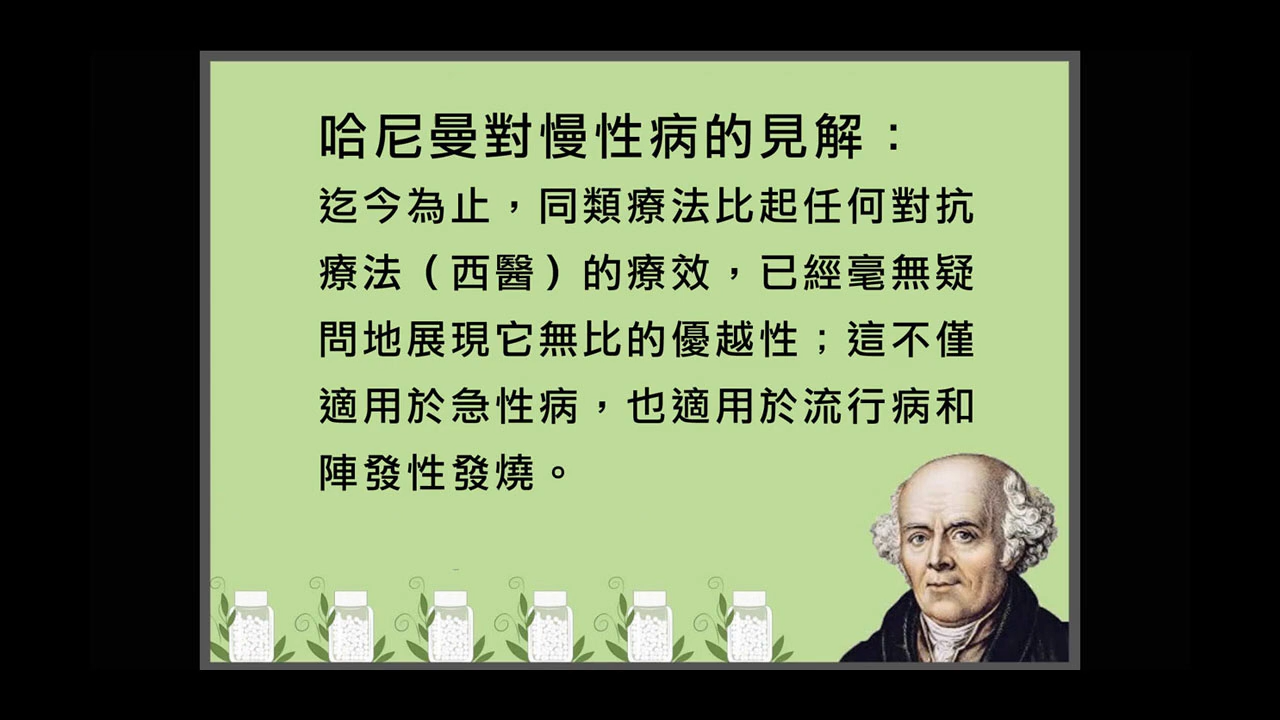 哈尼曼對慢性病的見解：
迄今為止，同類療法比起任何對抗
療法（西醫）的療效，已經毫無疑
問地展現它無比的優越性；這不僅
適用於急性病，也適用於流行病和
陣發性發燒。